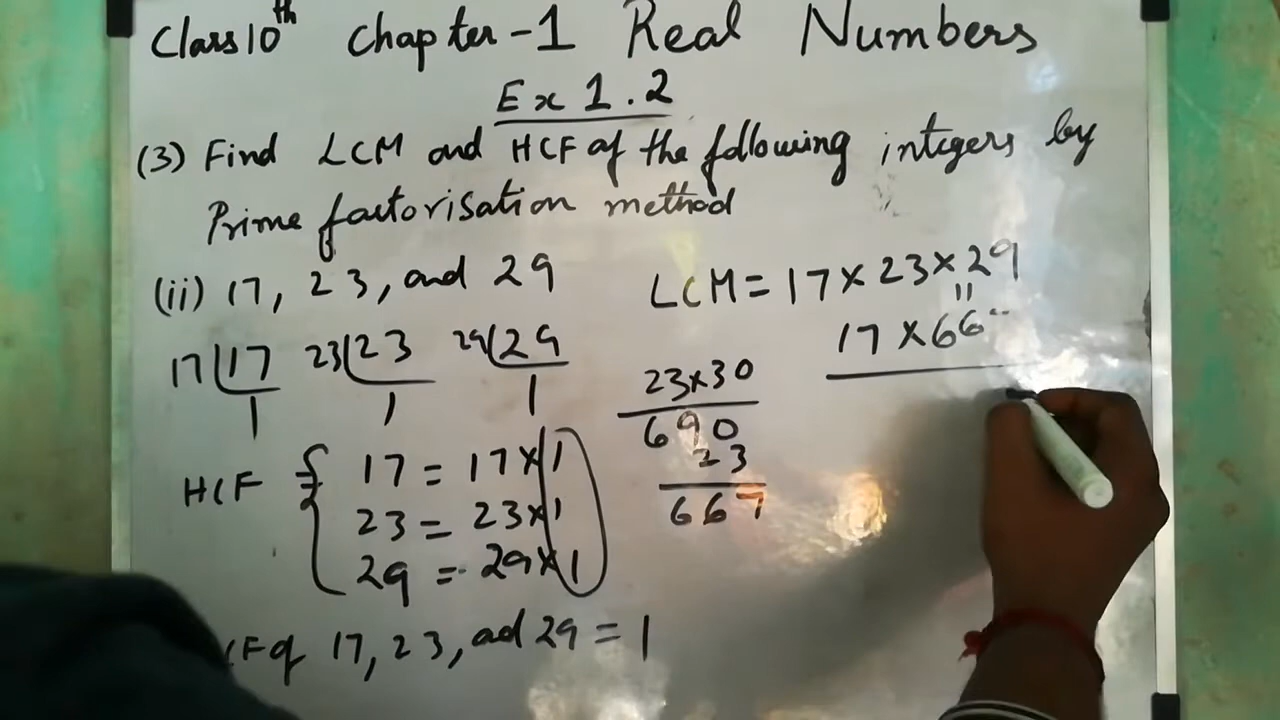 Class 10th Chapter-1 Real Numbers
Ex 1.2
(3) Find LCM and HCF of the following integers by
Prime factorisation method
(ii) 17, 23, and 29
17 17 23 23 29 29
1 1 1
HCF { 17 = 17×1
23 = 23×1
29 = 29×1
17, 23, ad 29 = 1
LCM = 17×23×29
"
17×66
23×30
690
23
667